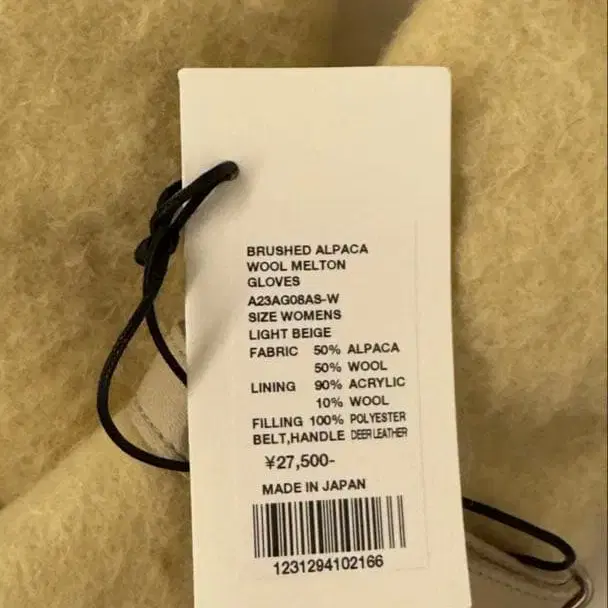 BRUSHED ALPACA
WOOL MELTON
GLOVES
A23AG08AS-W
SIZE WOMENS
LIGHT BEIGE
FABRIC 50% ALPACA
50% WOOL
LINING 90% ACRYLIC
10% WOOL
FILLING 100% POLYESTER
BELT,HANDLE DEER LEATHER
¥27,500-
MADE IN JAPAN
1231294102166